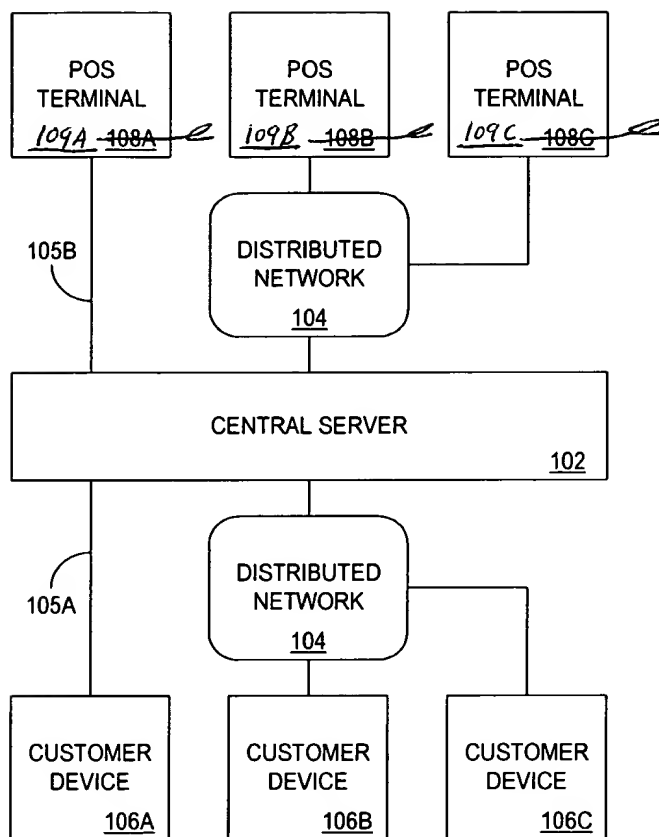 POS
TERMINAL
109A 108A
POS
TERMINAL
109B 108B
POS
TERMINAL
109C 108C
105B
DISTRIBUTED
NETWORK
104
CENTRAL SERVER
102
105A
DISTRIBUTED
NETWORK
104
CUSTOMER
DEVICE
106A
CUSTOMER
DEVICE
106B
CUSTOMER
DEVICE
106C